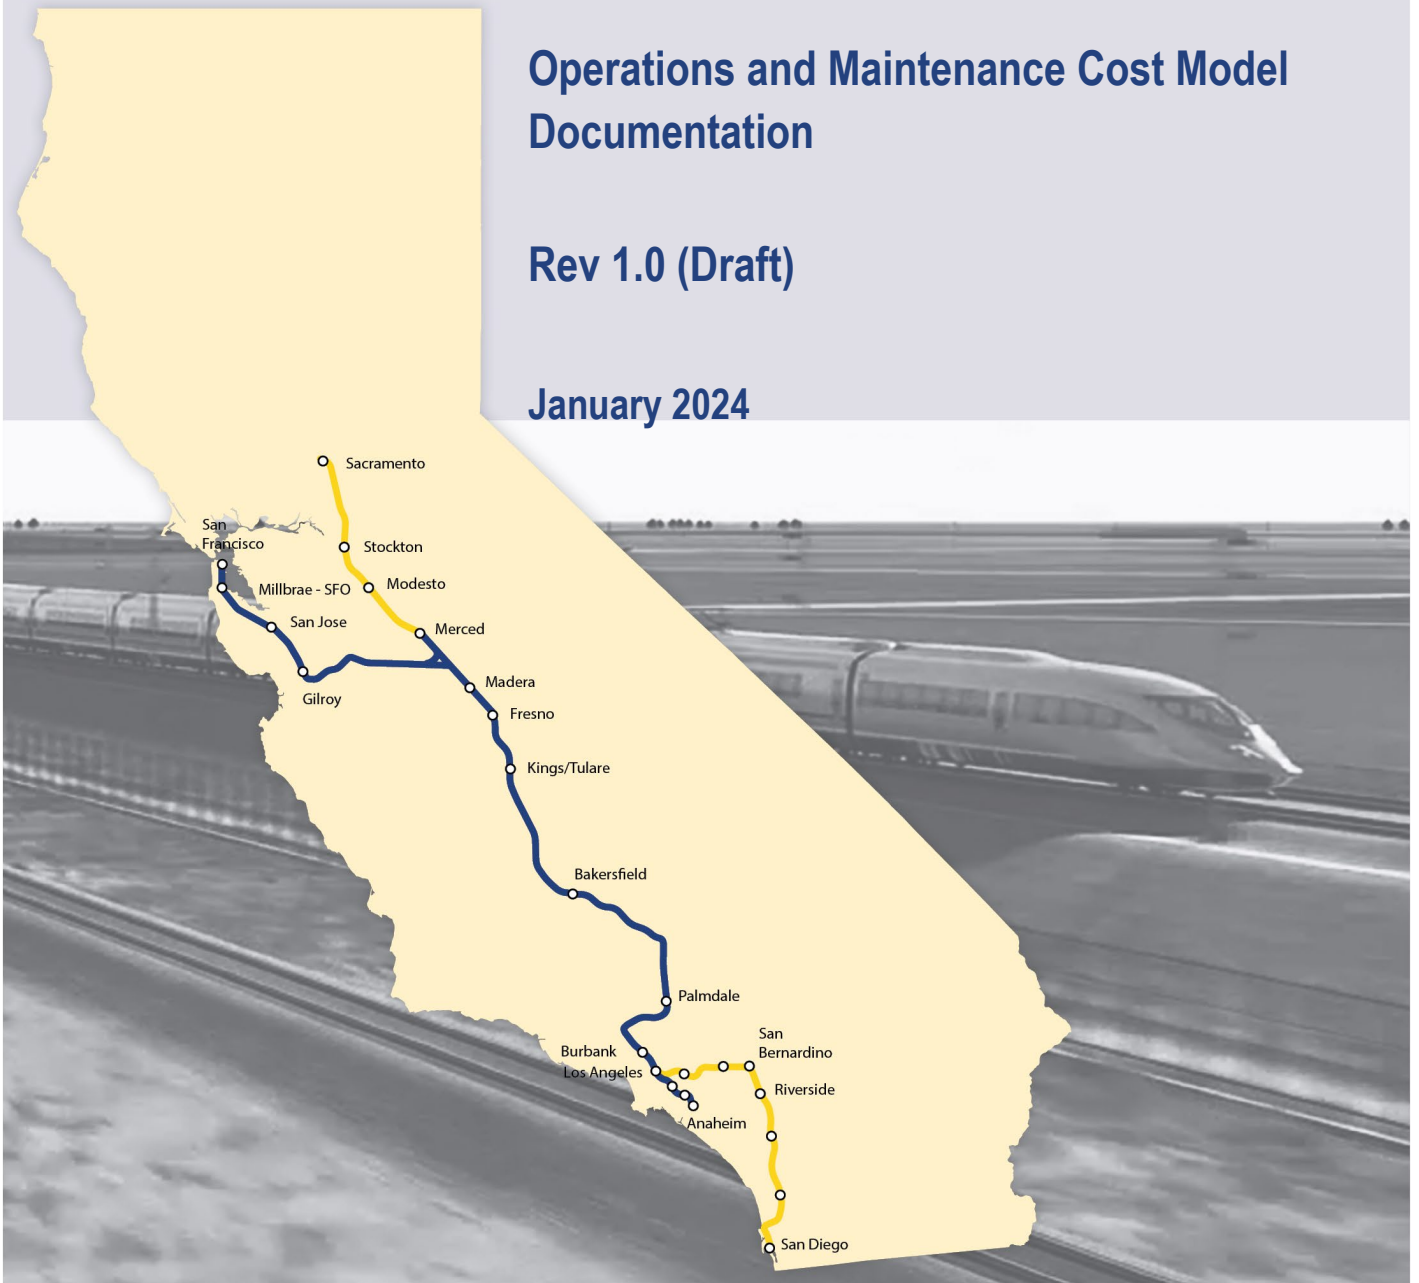 Operations and Maintenance Cost Model
Documentation
Rev 1.0 (Draft)
January 2024
Sacramento
San
Francisco
Stockton
Millbrae - SFO
Modesto
San Jose
Merced
Gilroy
Madera
Fresno
Kings/Tulare
Bakersfield
Palmdale
San
Bernardino
Burbank
Los Angeles
Riverside
Anaheim
San Diego